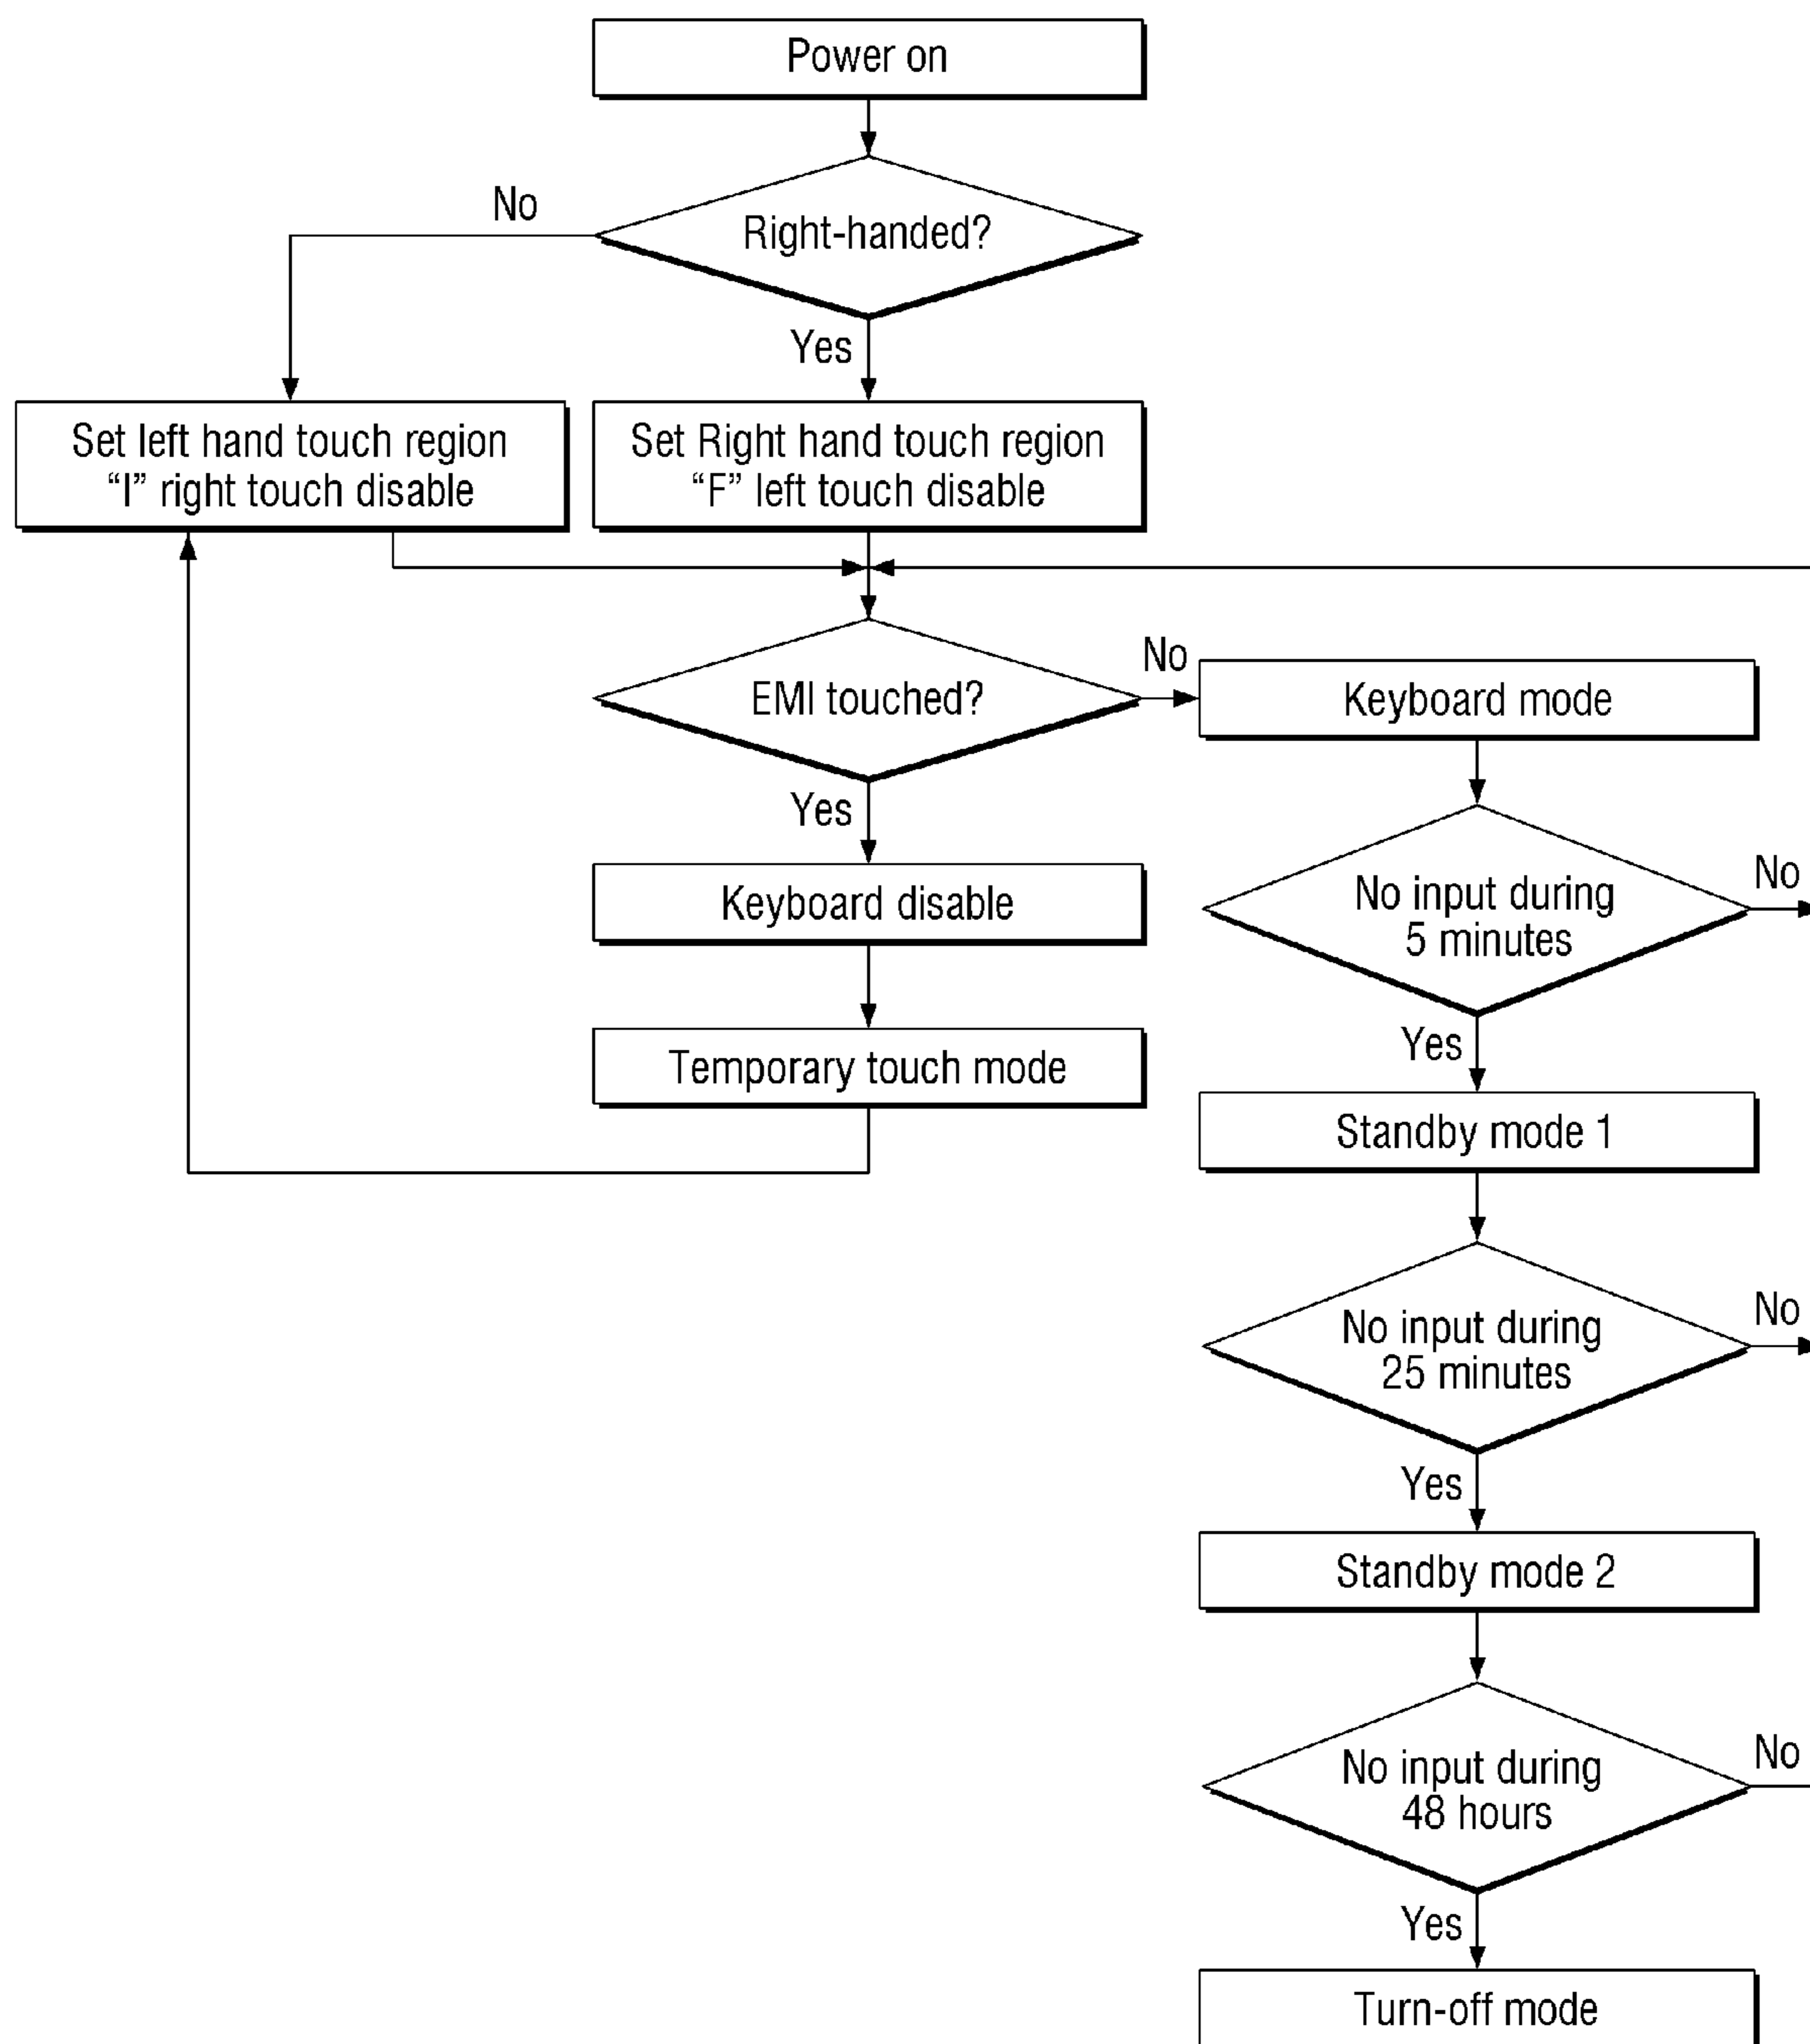 Power on
No
Right-handed?
Yes
Set left hand touch region
“I” right touch disable
Set Right hand touch region
“F” left touch disable
EMI touched?
No
Keyboard mode
Yes
Keyboard disable
No input during
5 minutes
No
Temporary touch mode
Yes
Standby mode 1
No input during
25 minutes
No
Yes
Standby mode 2
No input during
48 hours
No
Yes
Turn-off mode